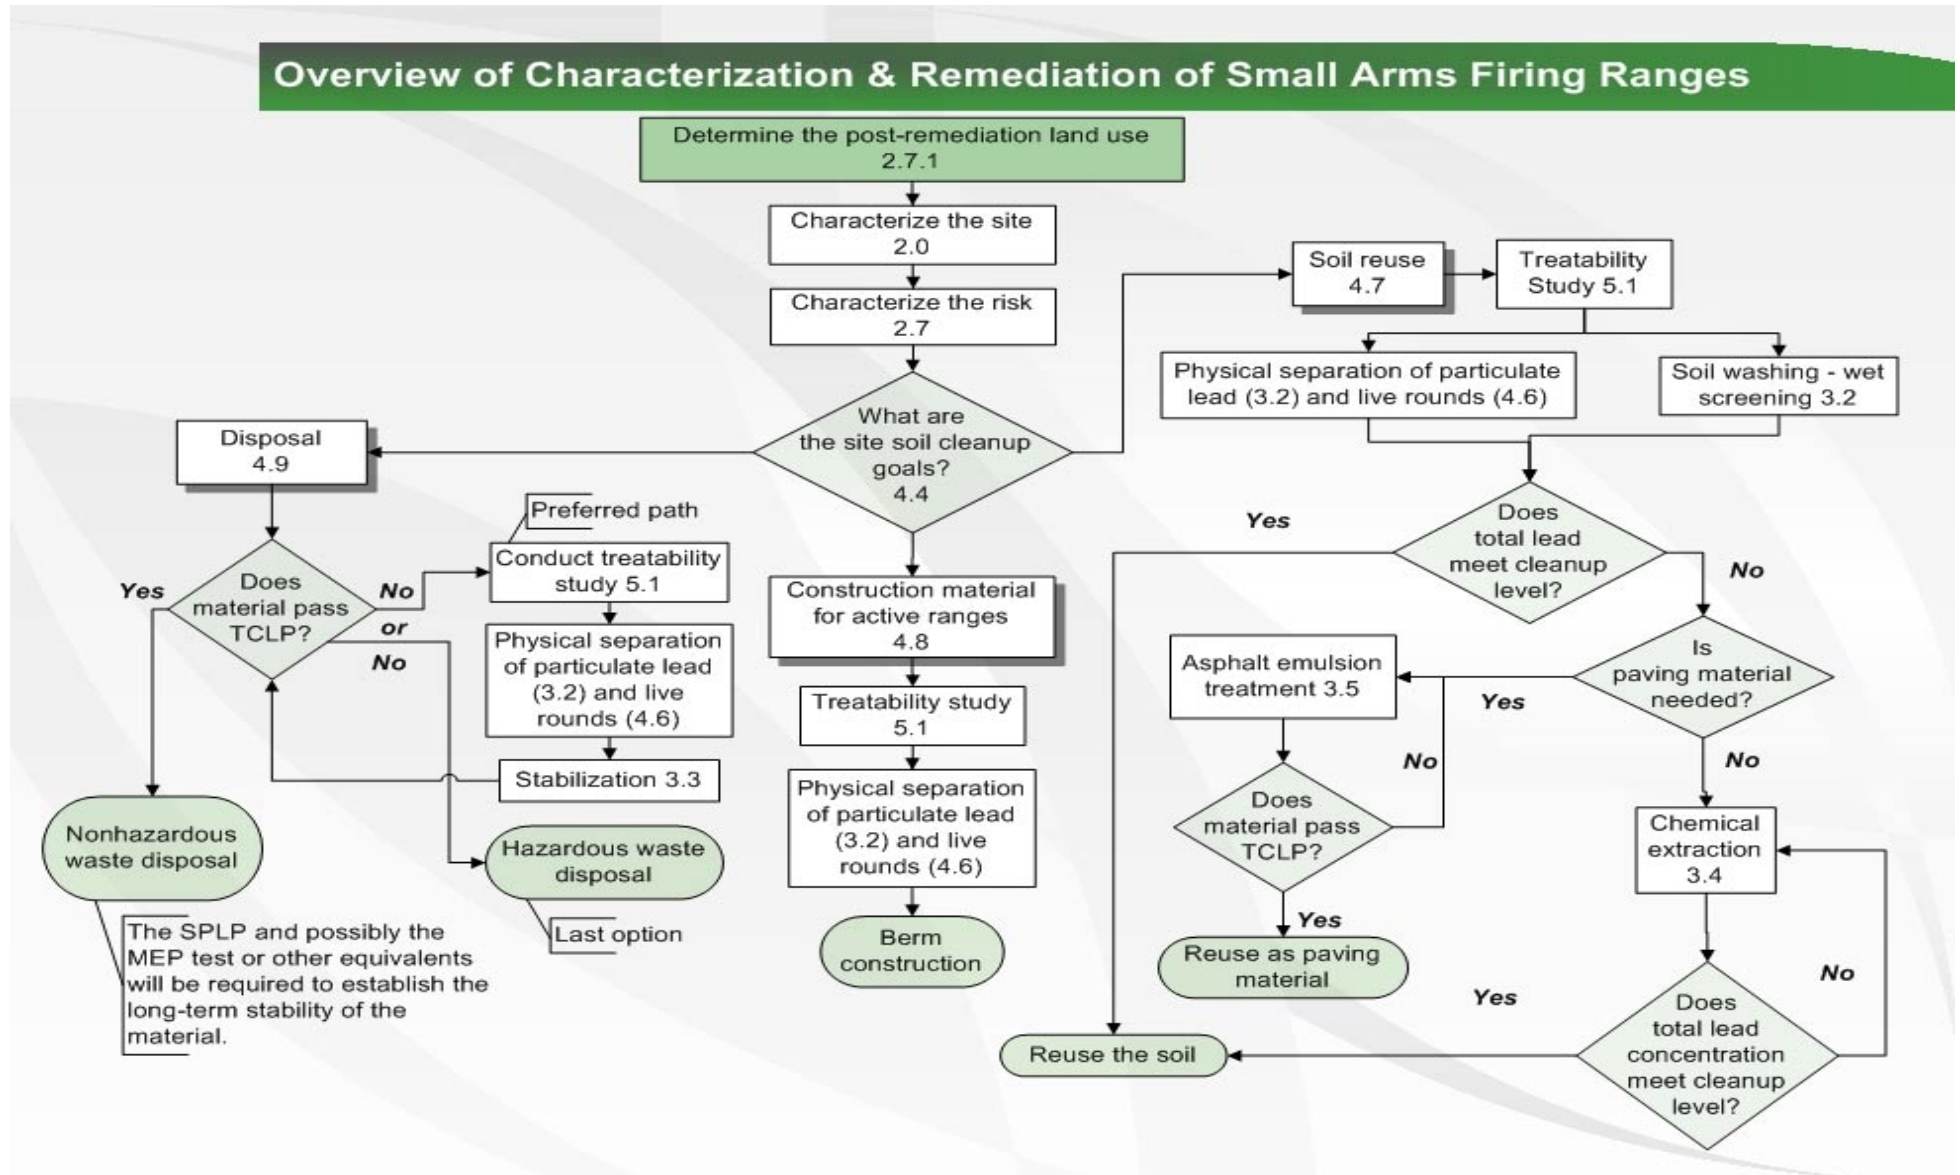 Overview of Characterization & Remediation of Small Arms Firing Ranges
Determine the post-remediation land use
2.7.1
Characterize the site
2.0
Characterize the risk
2.7
What are
the site soil cleanup
goals?
4.4
Disposal
4.9
Does
material pass
TCLP?
Yes
No
or
No
Preferred path
Conduct treatability
study 5.1
Physical separation
of particulate lead
(3.2) and live
rounds (4.6)
Stabilization 3.3
Nonhazardous
waste disposal
The SPLP and possibly the
MEP test or other equivalents
will be required to establish the
long-term stability of the
material.
Hazardous waste
disposal
Last option
Construction material
for active ranges
4.8
Treatability study
5.1
Physical separation
of particulate lead
(3.2) and live
rounds (4.6)
Berm
construction
Soil reuse
4.7
Treatability
Study 5.1
Physical separation of particulate
lead (3.2) and live rounds (4.6)
Soil washing - wet
screening 3.2
Does
total lead
meet cleanup
level?
Yes
No
Is
paving material
needed?
Yes
No
Asphalt emulsion
treatment 3.5
Does
material pass
TCLP?
No
Yes
Reuse as paving
material
Chemical
extraction
3.4
Does
total lead
concentration
meet cleanup
level?
No
Yes
Reuse the soil